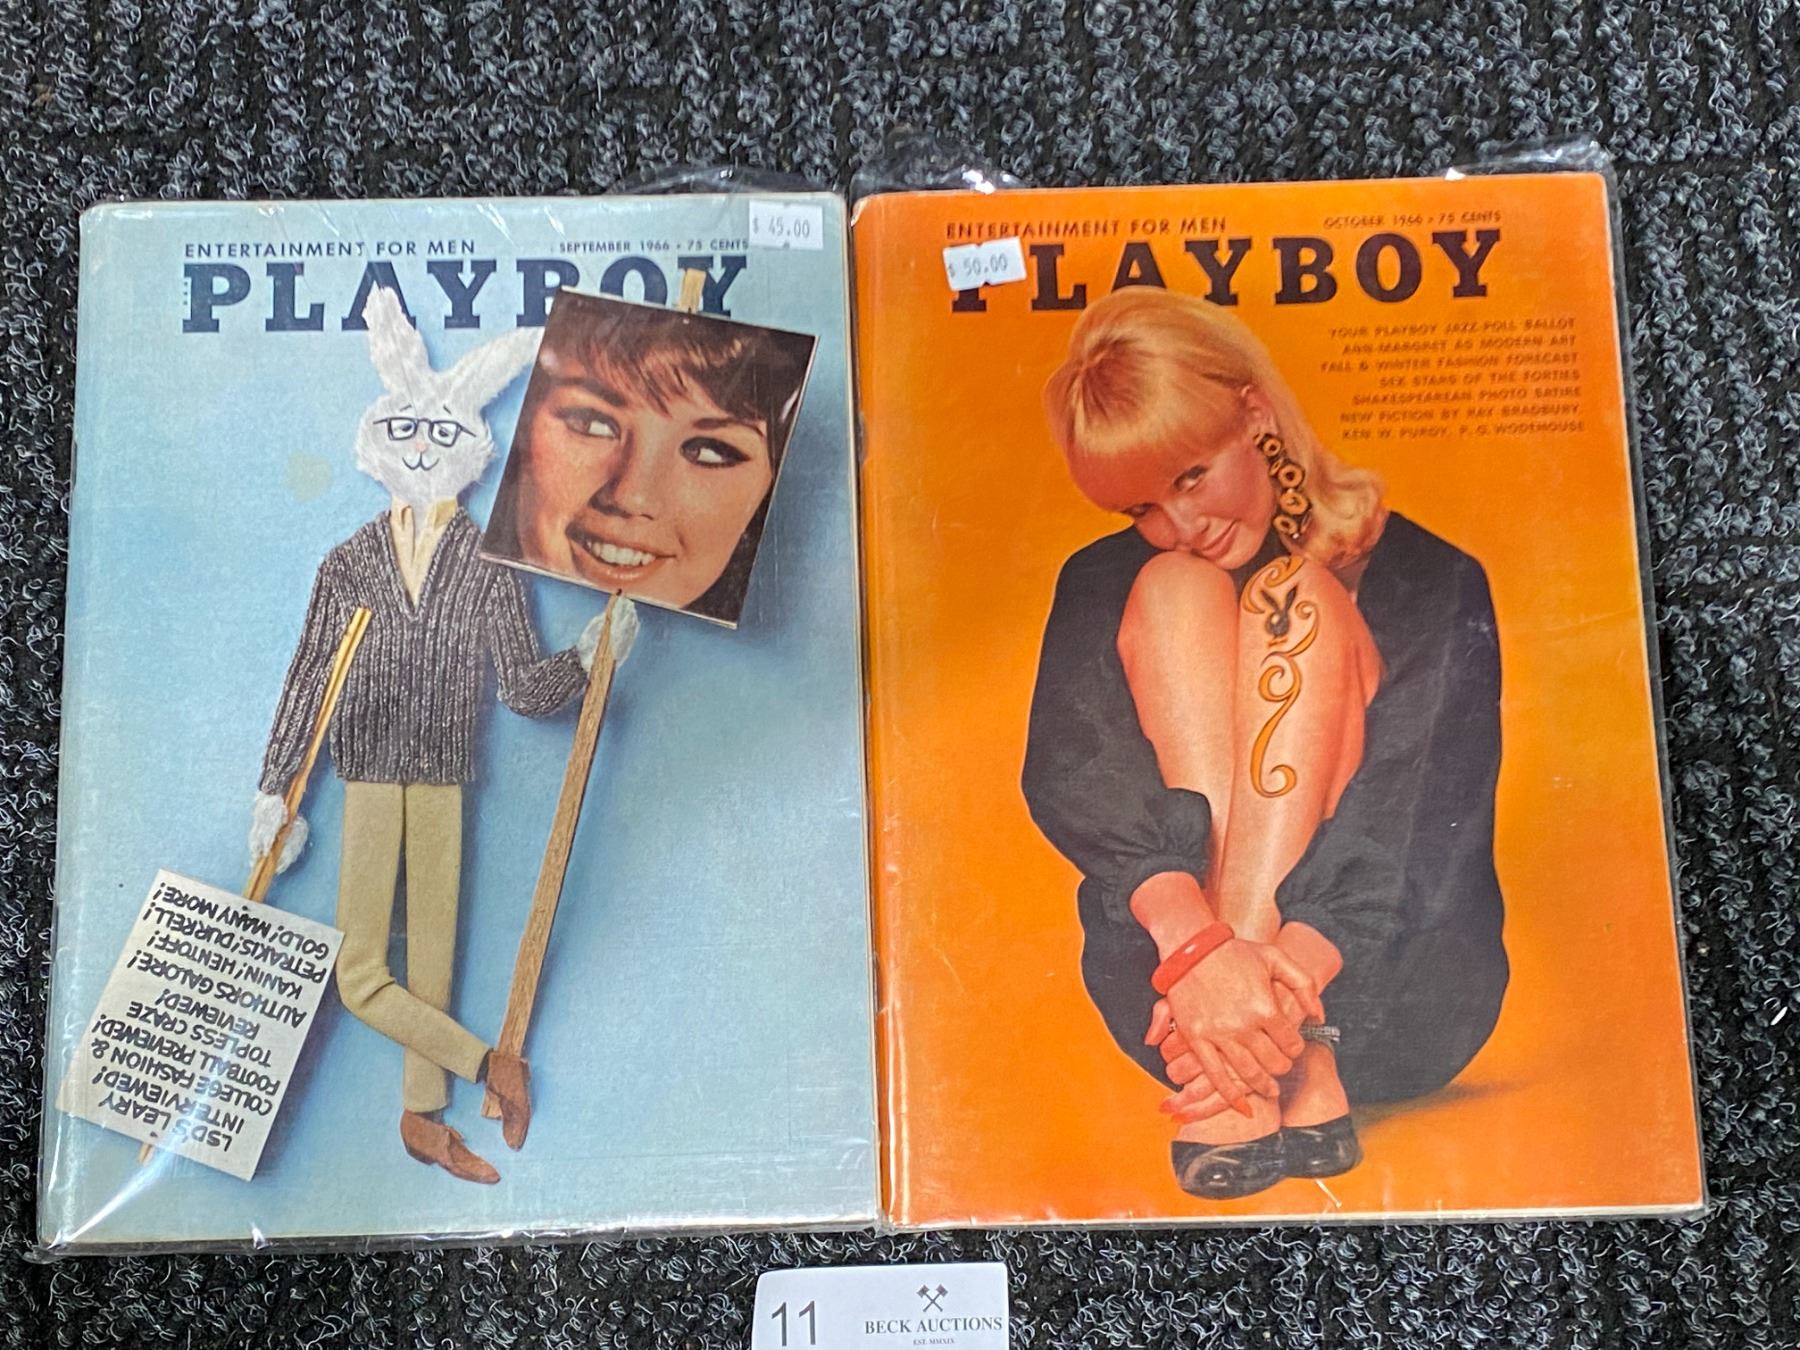 ENTERTAINMENT FOR MEN
SEPTEMBER 1966 • 75 CENTS
$ 45.00
PLAYBOY
LSD'S LEARY
INTERVIEWED!
COLLEGE FASHION &
FOOTBALL PREVIEWED!
TOPLESS CRAZE
REVIEWED!
AUTHORS GALORE!
KANIN! HENTOFF!
PETRAKIS! DURRELL!
GOLD! MANY MORE!
ENTERTAINMENT FOR MEN
OCTOBER 1966 • 75 CENTS
$ 50.00
PLAYBOY
YOUR PLAYBOY JAZZ POLL BALLOT
ANN-MARGRET AS MODERN ART
FALL & WINTER FASHION FORECAST
SEX STARS OF THE FORTIES
SHAKESPEAREAN PHOTO SATIRE
NEW FICTION BY RAY BRADBURY,
KEN W. PURDY, P. G. WODEHOUSE
11
BECK AUCTIONS
EST. MMXIX